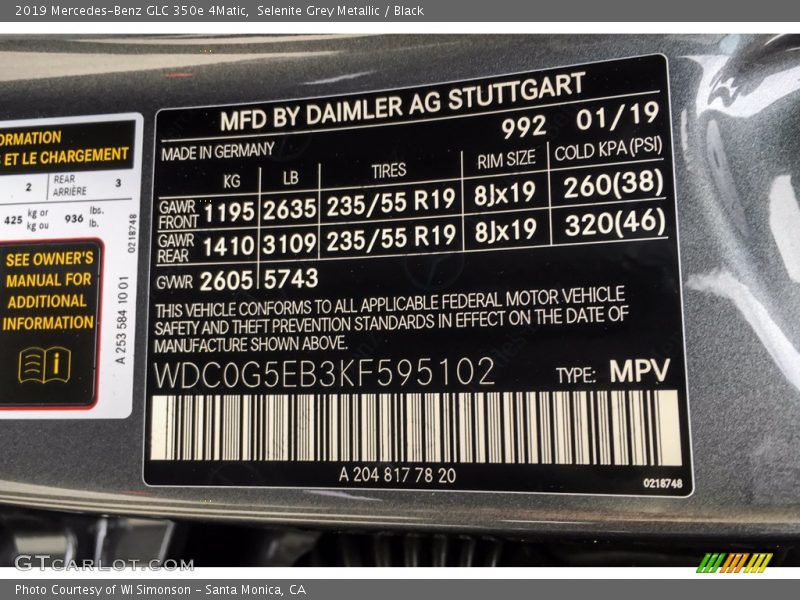 2019 Mercedes-Benz GLC 350e 4Matic,  Selenite Grey Metallic / Black
ORMATION
ET LE CHARGEMENT
2 REAR ARRIÈRE 3
425 kg or kg ou 936 lbs. lb.
0218748
SEE OWNER'S
MANUAL FOR
ADDITIONAL
INFORMATION
A 253 584 10 01
MFD BY DAIMLER AG STUTTGART
992 01/19
MADE IN GERMANY
KG LB TIRES RIM SIZE COLD KPA (PSI)
GAWR FRONT 1195 2635 235/55 R19 8Jx19 260(38)
GAWR REAR 1410 3109 235/55 R19 8Jx19 320(46)
GVWR 2605 5743
THIS VEHICLE CONFORMS TO ALL APPLICABLE FEDERAL MOTOR VEHICLE
SAFETY AND THEFT PREVENTION STANDARDS IN EFFECT ON THE DATE OF
MANUFACTURE SHOWN ABOVE.
WDC0G5EB3KF595102 TYPE: MPV
A 204 817 78 20
0218748
GTCarLot.com
Photo Courtesy of WI Simonson - Santa Monica, CA